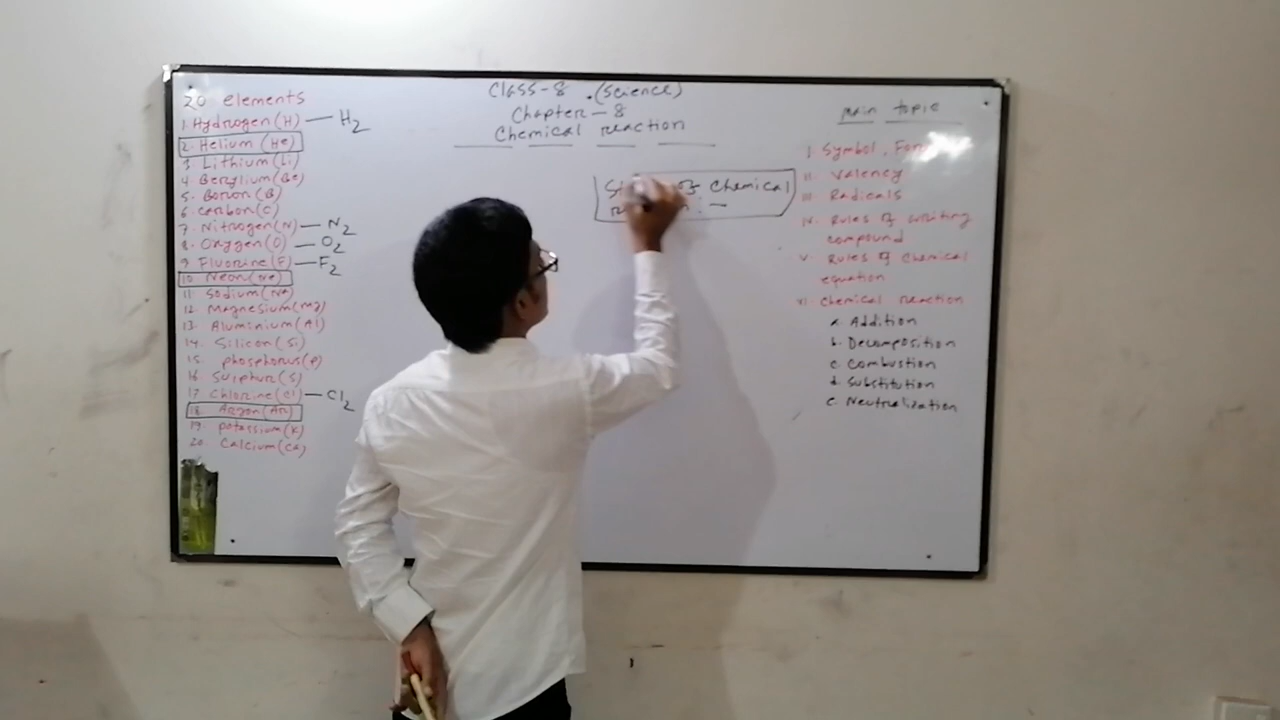 Class-8 (Science)
Chapter-8
Chemical reaction
20 elements
1. Hydrogen (H) — H2
2. Helium (He)
3 Lithium (Li)
4 Berylium (Be)
5. Boron (B)
6. Carbon (C)
7. Nitrogen (N) — N2
8. Oxygen (O) — O2
9. Fluorine (F) — F2
10. Neon (Ne)
11 Sodium (Na)
12. Magnesium (Mg)
13. Aluminium (Al)
14. Silicon (Si)
15. phosphorus (P)
16. Sulphur (S)
17. Chlorine (Cl) — Cl2
18. Argon (Ar)
19. potassium (K)
20. Calcium (Ca)
of Chemical
Main topic
I. Symbol,
II. Valency
III. Radicals
IV. Rules of writing
compound
V. Rules of Chemical
equation
VI. Chemical reaction
a. Addition
b. Decomposition
c. Combustion
d. Substitution
e. Neutralization